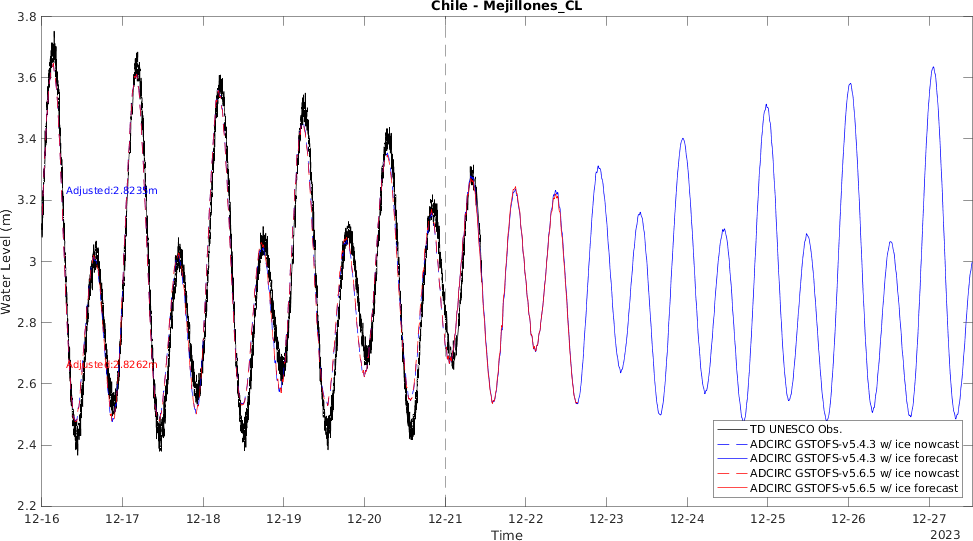 Chile - Mejillones_CL
3.8
3.6
3.4
3.2
3
2.8
2.6
2.4
2.2
Water Level (m)
Adjusted:2.8235m
Adjusted:2.8262m
TD UNESCO Obs.
ADCIRC GSTOFS-v5.4.3 w/ ice nowcast
ADCIRC GSTOFS-v5.4.3 w/ ice forecast
ADCIRC GSTOFS-v5.6.5 w/ ice nowcast
ADCIRC GSTOFS-v5.6.5 w/ ice forecast
12-16 12-17 12-18 12-19 12-20 12-21 12-22 12-23 12-24 12-25 12-26 12-27
Time
2023